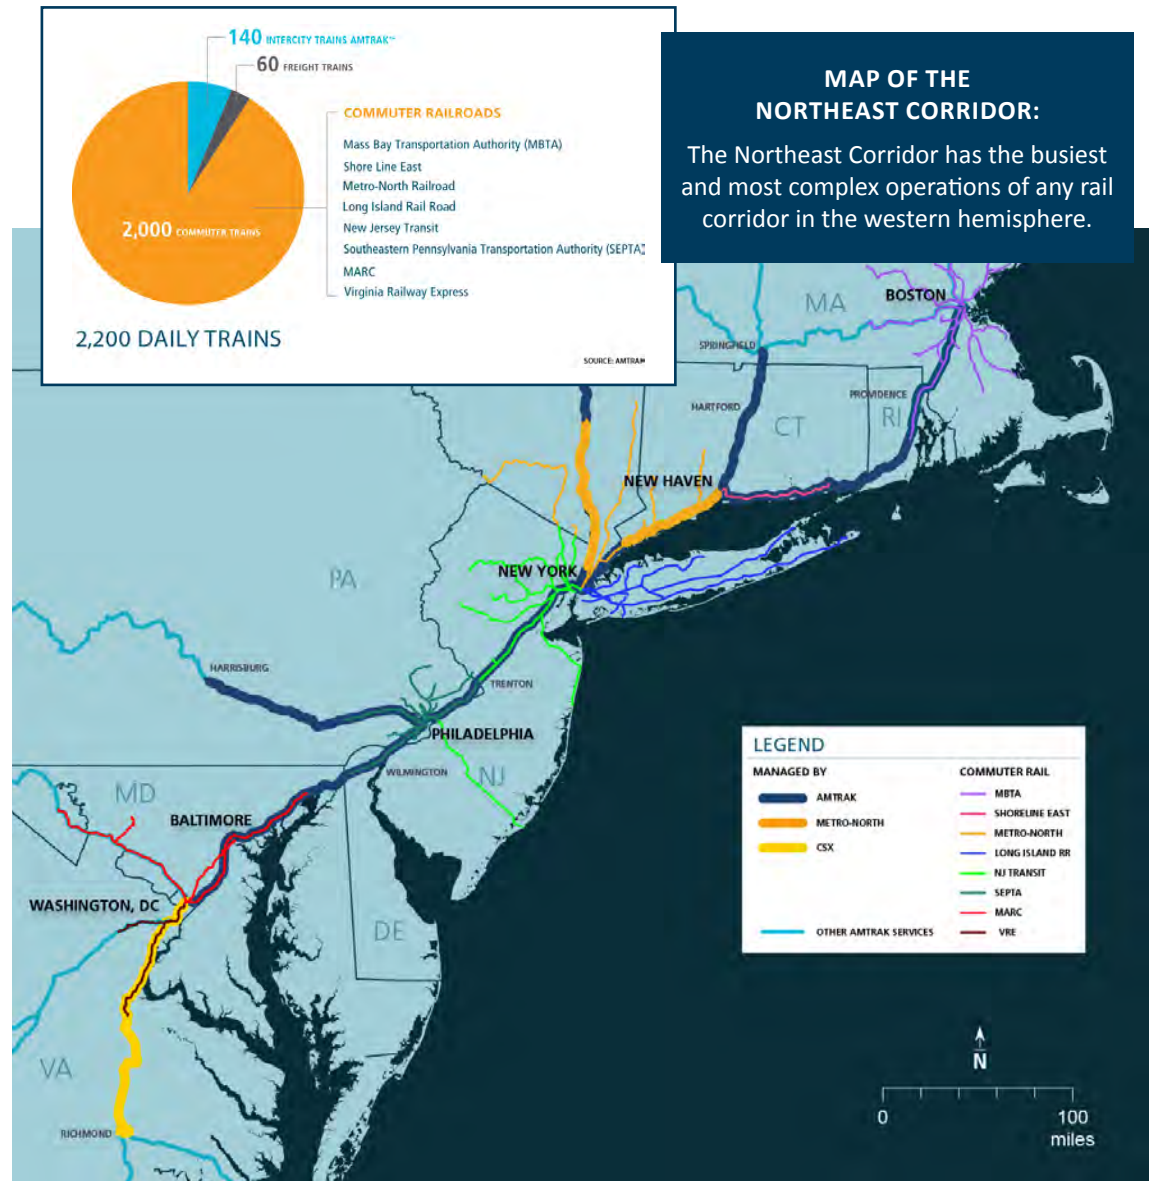 140 INTERCITY TRAINS AMTRAK™
60 FREIGHT TRAINS
COMMUTER RAILROADS
Mass Bay Transportation Authority (MBTA)
Shore Line East
Metro-North Railroad
Long Island Rail Road
New Jersey Transit
Southeastern Pennsylvania Transportation Authority (SEPTA)
MARC
Virginia Railway Express
2,000 COMMUTER TRAINS
2,200 DAILY TRAINS
SOURCE: AMTRAK
MAP OF THE
NORTHEAST CORRIDOR:
The Northeast Corridor has the busiest
and most complex operations of any rail
corridor in the western hemisphere.
MA
BOSTON
SPRINGFIELD
PROVIDENCE
HARTFORD
CT
RI
NEW HAVEN
NEW YORK
PA
HARRISBURG
TRENTON
PHILADELPHIA
WILMINGTON
NJ
MD
BALTIMORE
WASHINGTON, DC
DE
VA
RICHMOND
LEGEND
MANAGED BY
AMTRAK
METRO-NORTH
CSX
OTHER AMTRAK SERVICES
COMMUTER RAIL
MBTA
SHORELINE EAST
METRO-NORTH
LONG ISLAND RR
NJ TRANSIT
SEPTA
MARC
VRE
N
0 100
miles